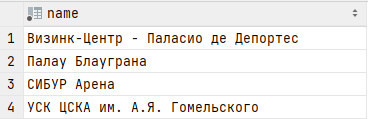 name
1 Визинк-Центр - Паласио де Депортес
2 Палау Блауграна
3 СИБУР Арена
4 УСК ЦСКА им. А.Я. Гомельского